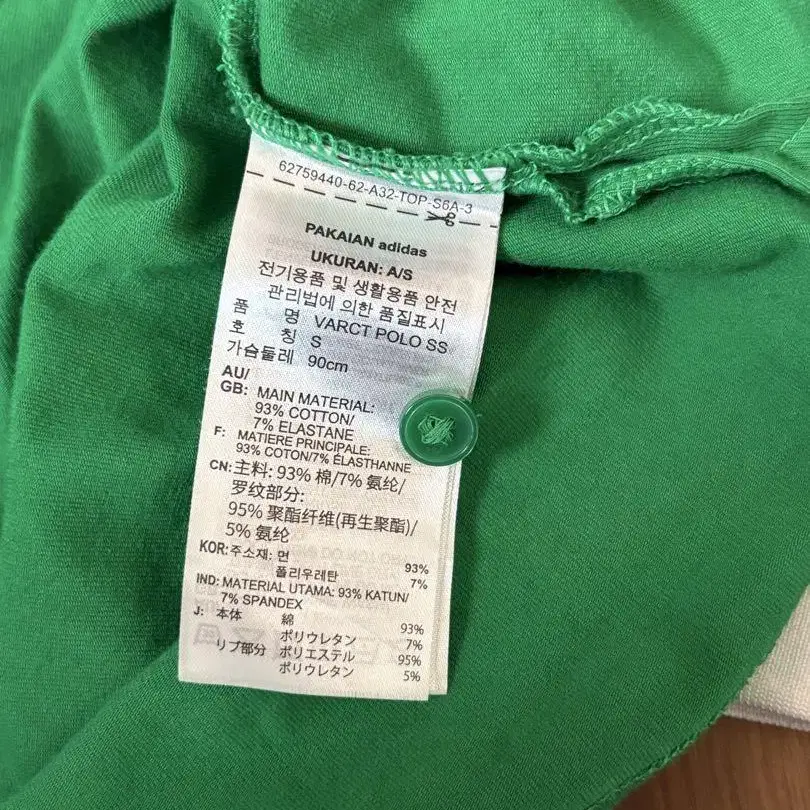 62759440-62-A32-TOP-S6A-3
PAKAIAN adidas
UKURAN: A/S
전기용품 및 생활용품 안전
관리법에 의한 품질표시
품 명 VARCT POLO SS
호 칭 S
가슴둘레 90cm
AU/
GB: MAIN MATERIAL:
93% COTTON/
7% ELASTANE
F: MATIERE PRINCIPALE:
93% COTON/7% ÉLASTHANNE
CN: 主料: 93% 棉/7% 氨纶/
罗纹部分:
95% 聚酯纤维(再生聚酯)/
5% 氨纶
KOR: 주소재: 면 93%
폴리우레탄 7%
IND: MATERIAL UTAMA: 93% KATUN/
7% SPANDEX
J: 本体 綿 93%
ポリウレタン 7%
リブ部分 ポリエステル 95%
ポリウレタン 5%